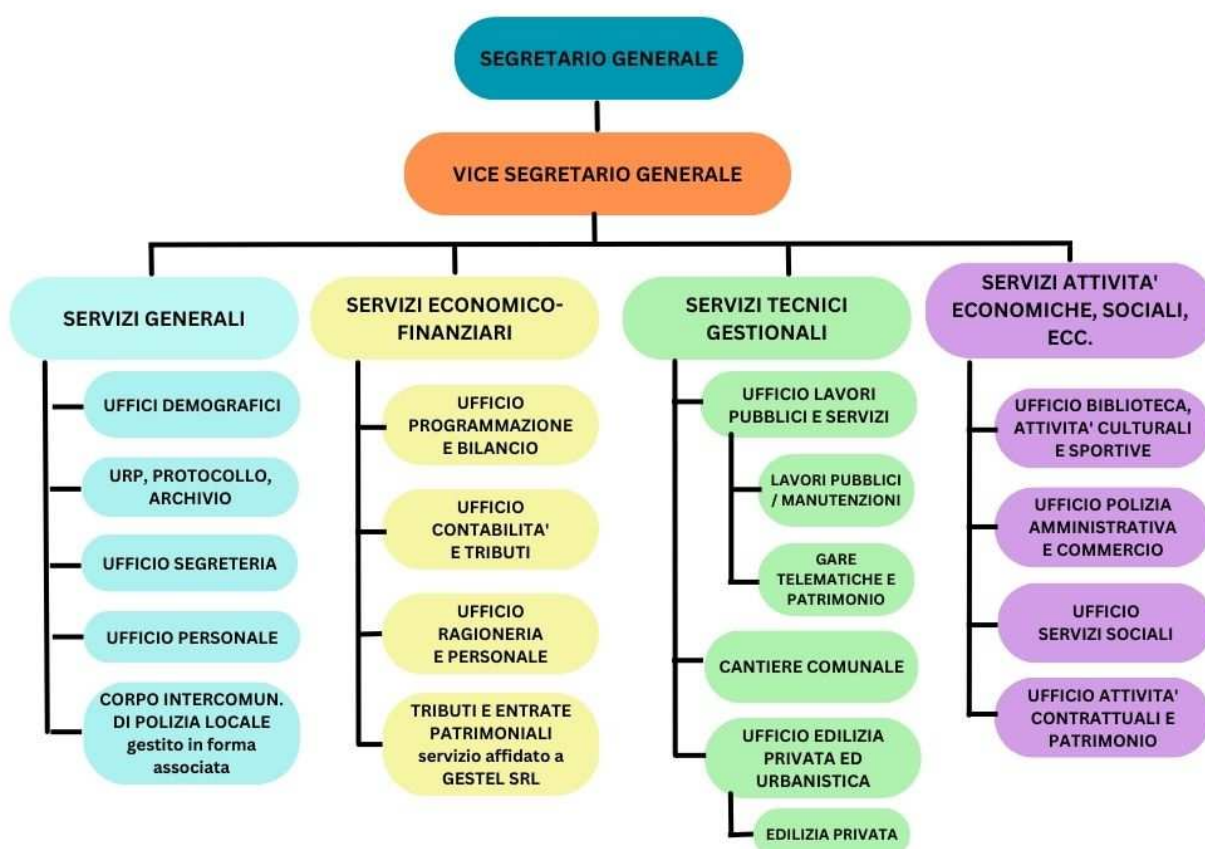 SEGRETARIO GENERALE
VICE SEGRETARIO GENERALE
SERVIZI GENERALI
UFFICI DEMOGRAFICI
URP, PROTOCOLLO,
ARCHIVIO
UFFICIO SEGRETERIA
UFFICIO PERSONALE
CORPO INTERCOMUN.
DI POLIZIA LOCALE
gestito in forma
associata
SERVIZI ECONOMICO-
FINANZIARI
UFFICIO
PROGRAMMAZIONE
E BILANCIO
UFFICIO
CONTABILITA'
E TRIBUTI
UFFICIO
RAGIONERIA
E PERSONALE
TRIBUTI E ENTRATE
PATRIMONIALI
servizio affidato a
GESTEL SRL
SERVIZI TECNICI
GESTIONALI
UFFICIO LAVORI
PUBBLICI E SERVIZI
LAVORI PUBBLICI
/ MANUTENZIONI
GARE
TELEMATICHE E
PATRIMONIO
CANTIERE COMUNALE
UFFICIO EDILIZIA
PRIVATA ED
URBANISTICA
EDILIZIA PRIVATA
SERVIZI ATTIVITA'
ECONOMICHE, SOCIALI,
ECC.
UFFICIO BIBLIOTECA,
ATTIVITA' CULTURALI
E SPORTIVE
UFFICIO POLIZIA
AMMINISTRATIVA
E COMMERCIO
UFFICIO
SERVIZI SOCIALI
UFFICIO ATTIVITA'
CONTRATTUALI E
PATRIMONIO